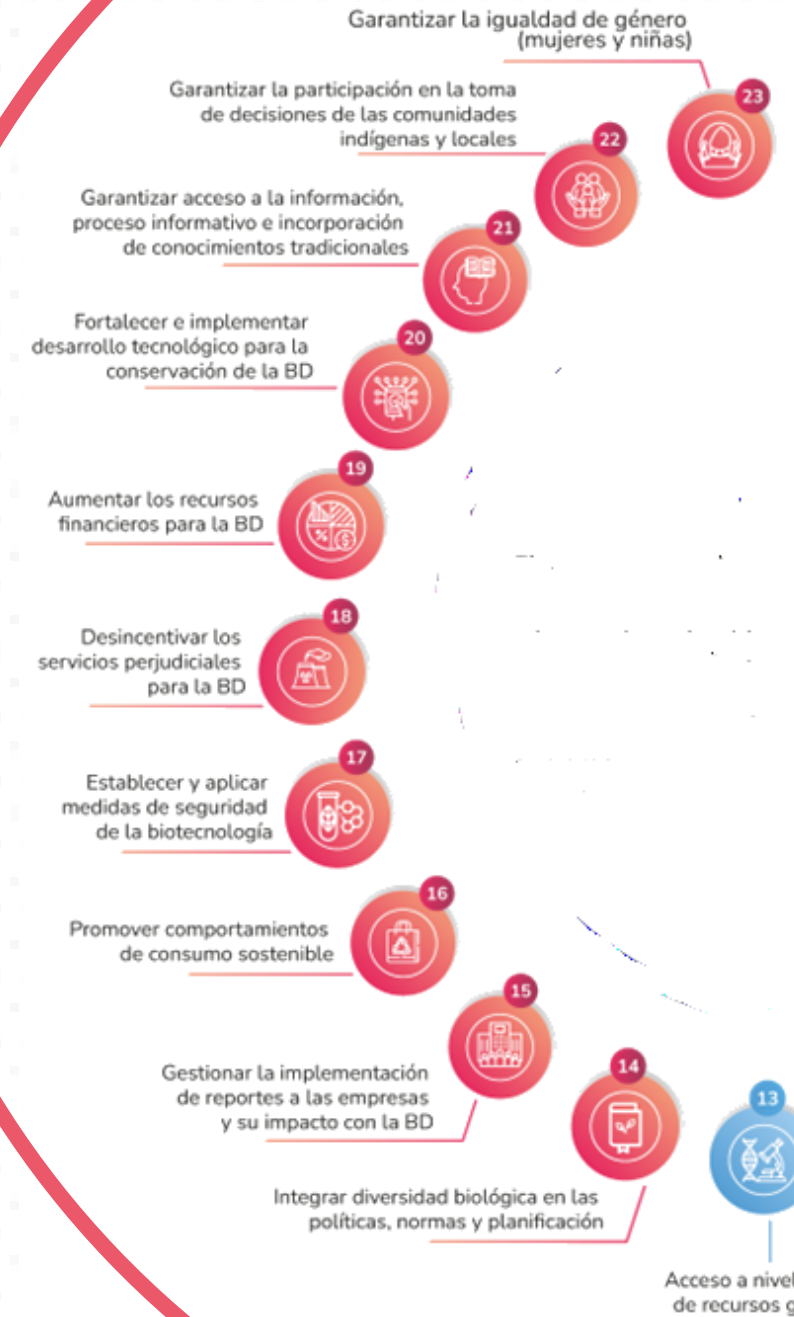 Garantizar la igualdad de género
(mujeres y niñas)
23
Garantizar la participación en la toma
de decisiones de las comunidades
indígenas y locales
22
Garantizar acceso a la información,
proceso informativo e incorporación
de conocimientos tradicionales
21
Fortalecer e implementar
desarrollo tecnológico para la
conservación de la BD
20
Aumentar los recursos
financieros para la BD
19
Desincentivar los
servicios perjudiciales
para la BD
18
Establecer y aplicar
medidas de seguridad
de la biotecnología
17
Promover comportamientos
de consumo sostenible
16
Gestionar la implementación
de reportes a las empresas
y su impacto con la BD
15
Integrar diversidad biológica en las
políticas, normas y planificación
14
13
Acceso a nivel
de recursos g